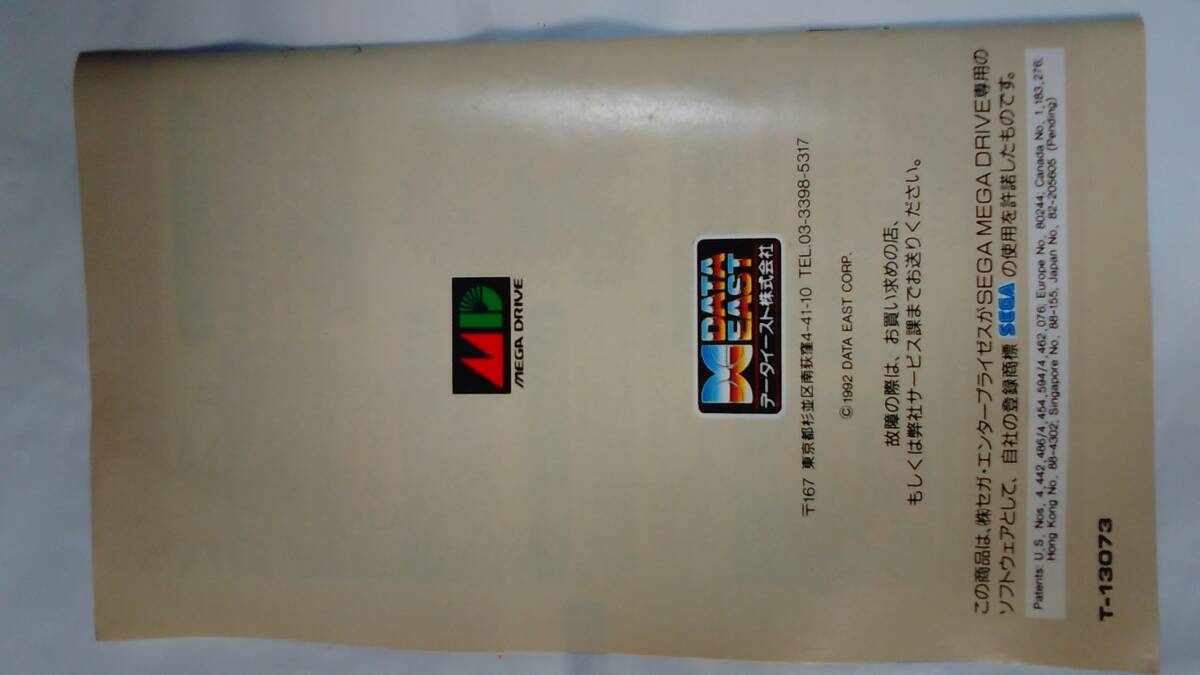 MD
MEGA DRIVE
DATA
EAST
データイースト株式会社
〒167 東京都杉並区南荻窪4-41-10 TEL.03-3398-5317
© 1992 DATA EAST CORP.
故障の際は、お買い求めの店、
もしくは弊社サービス課までお送りください。
この商品は、(株)セガ・エンタープライゼスがSEGA MEGA DRIVE専用の
ソフトウェアとして、自社の登録商標 SEGA の使用を許諾したものです。
Patents: U.S. Nos. 4,442,486/4,454,594/4,462,076, Europe No. 80244, Canada No. 1,183,276,
Hong Kong No. 88-4302, Singapore No. 88-155, Japan No. 82-205605 (Pending)
T-13073